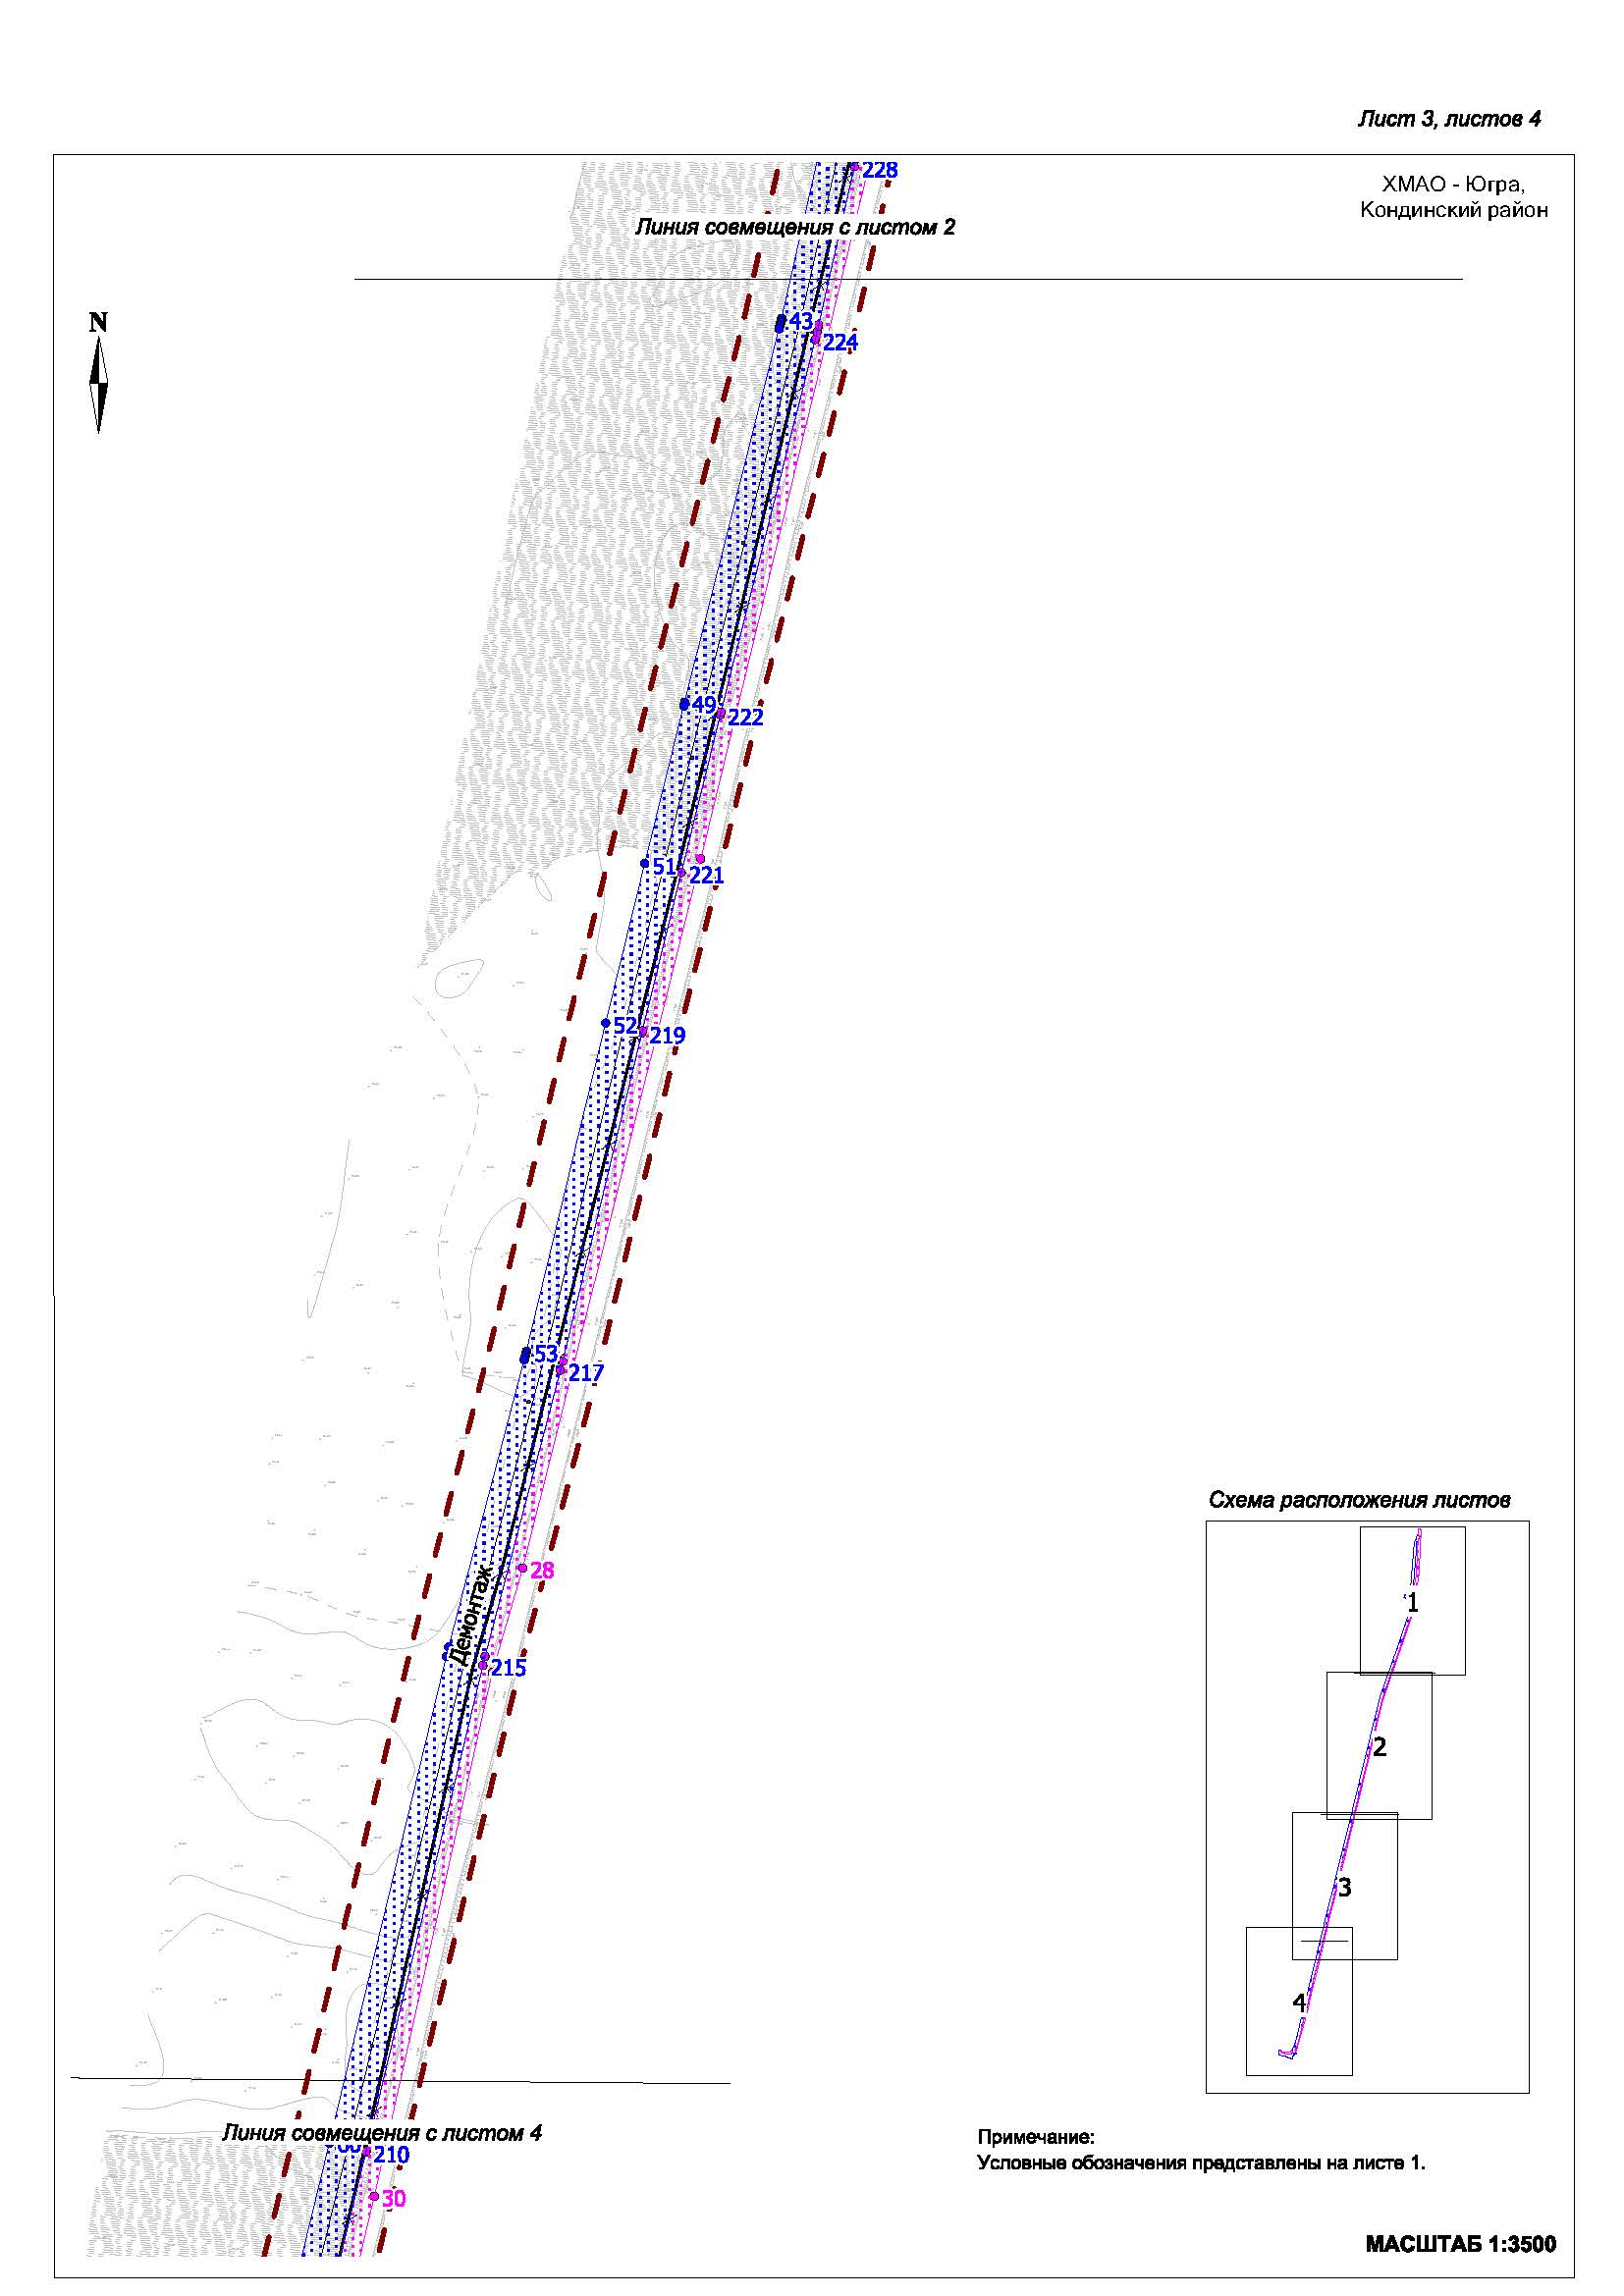 Лист 3, листов 4
228
ХМАО - Югра,
Кондинский район
Линия совмещения с листом 2
N
43
224
49
222
51
221
52
219
53
217
28
Демонтаж
215
Схема расположения листов
1
2
3
4
Линия совмещения с листом 4
210
30
Примечание:
Условные обозначения представлены на листе 1.
МАСШТАБ 1:3500